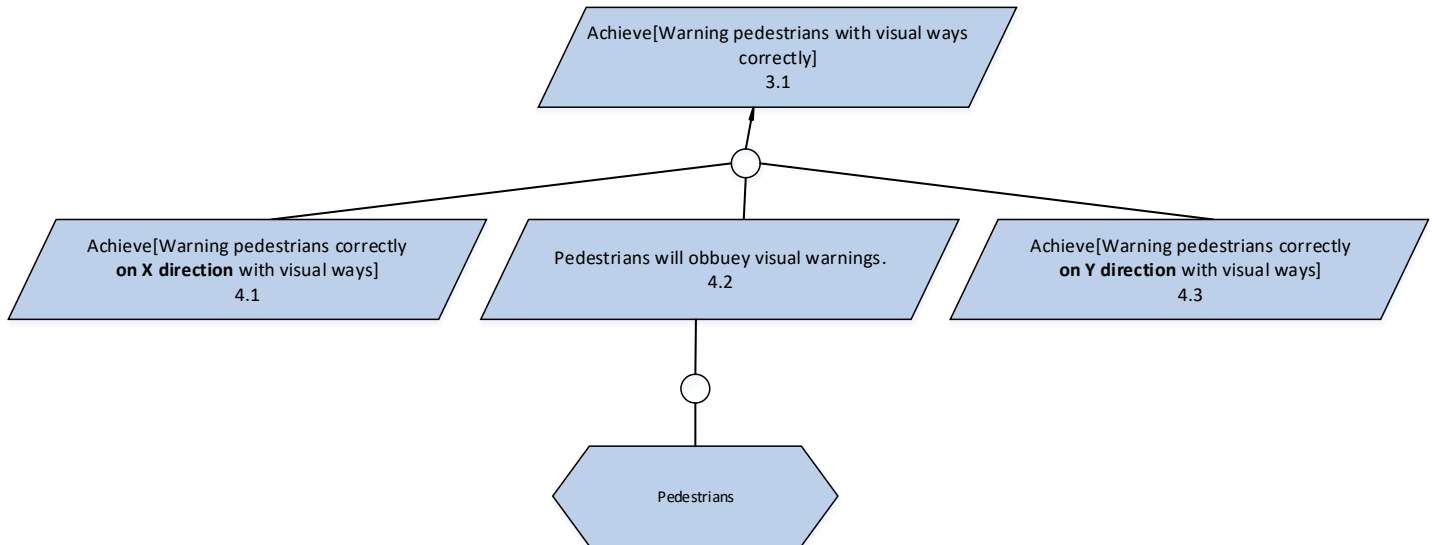 Achieve[Warning pedestrians with visual ways
correctly]
3.1
Achieve[Warning pedestrians correctly
on X direction with visual ways]
4.1
Pedestrians will obbuey visual warnings.
4.2
Achieve[Warning pedestrians correctly
on Y direction with visual ways]
4.3
Pedestrians